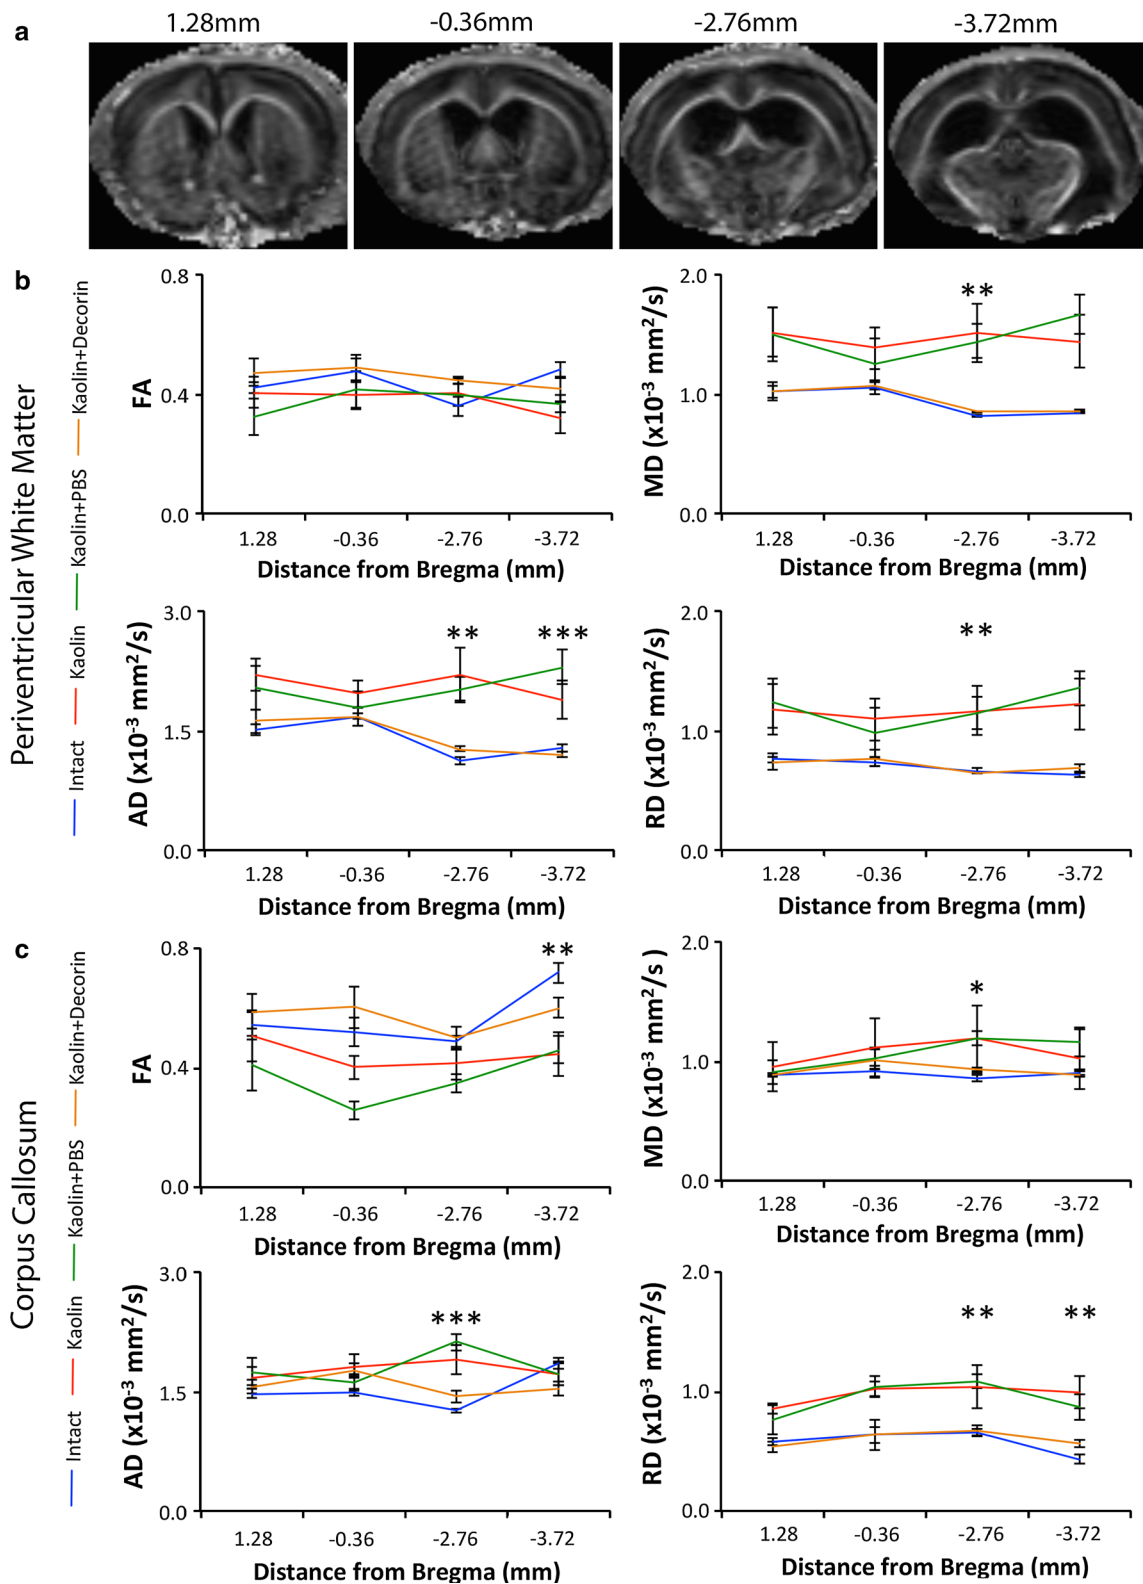 a
1.28mm -0.36mm -2.76mm -3.72mm
b
Periventricular White Matter
Intact Kaolin Kaolin+PBS Kaolin+Decorin
FA
0.8
0.4
0.0
1.28 -0.36 -2.76 -3.72
Distance from Bregma (mm)
MD (x10⁻³ mm²/s)
2.0
1.0
0.0
**
1.28 -0.36 -2.76 -3.72
Distance from Bregma (mm)
AD (x10⁻³ mm²/s)
3.0
1.5
0.0
** ***
1.28 -0.36 -2.76 -3.72
Distance from Bregma (mm)
RD (x10⁻³ mm²/s)
2.0
1.0
0.0
**
1.28 -0.36 -2.76 -3.72
Distance from Bregma (mm)
c
Corpus Callosum
Intact Kaolin Kaolin+PBS Kaolin+Decorin
FA
0.8
0.4
0.0
**
1.28 -0.36 -2.76 -3.72
Distance from Bregma (mm)
MD (x10⁻³ mm²/s )
2.0
1.0
0.0
*
1.28 -0.36 -2.76 -3.72
Distance from Bregma (mm)
AD (x10⁻³ mm²/s)
3.0
1.5
0.0
***
1.28 -0.36 -2.76 -3.72
Distance from Bregma (mm)
RD (x10⁻³ mm²/s)
2.0
1.0
0.0
** **
1.28 -0.36 -2.76 -3.72
Distance from Bregma (mm)